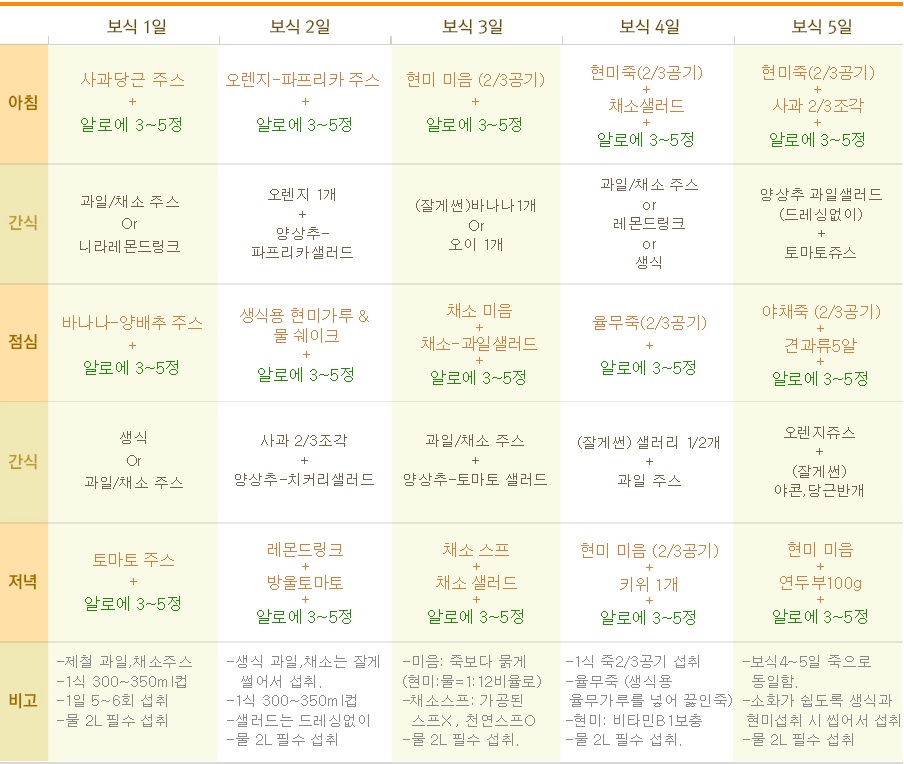 보식 1일 보식 2일 보식 3일 보식 4일 보식 5일
아침
사과당근 주스
+
알로에 3~5정
오렌지-파프리카 주스
+
알로에 3~5정
현미 미음 (2/3공기)
+
알로에 3~5정
현미죽(2/3공기)
+
채소샐러드
+
알로에 3~5정
현미죽(2/3공기)
+
사과 2/3조각
+
알로에 3~5정
간식
과일/채소 주스
Or
니라레몬드링크
오렌지 1개
+
양상추-
파프리카샐러드
(잘게썬)바나나1개
Or
오이 1개
과일/채소 주스
or
레몬드링크
or
생식
양상추 과일샐러드
(드레싱없이)
+
토마토쥬스
점심
바나나-양배추 주스
+
알로에 3~5정
생식용 현미가루 &
물 쉐이크
+
알로에 3~5정
채소 미음
+
채소-과일샐러드
+
알로에 3~5정
율무죽(2/3공기)
+
알로에 3~5정
야채죽 (2/3공기)
+
견과류5알
+
알로에 3~5정
간식
생식
Or
과일/채소 주스
사과 2/3조각
+
양상추-치커리샐러드
과일/채소 주스
+
양상추-토마토 샐러드
(잘게썬) 샐러리 1/2개
+
과일 주스
오렌지쥬스
+
(잘게썬)
야콘,당근반개
저녁
토마토 주스
+
알로에 3~5정
레몬드링크
+
방울토마토
+
알로에 3~5정
채소 스프
+
채소 샐러드
+
알로에 3~5정
현미 미음 (2/3공기)
+
키위 1개
+
알로에 3~5정
현미 미음
+
연두부100g
+
알로에 3~5정
비고
-제철 과일,채소주스
-1식 300~350ml컵
-1일 5~6회 섭취
-물 2L 필수 섭취
-생식 과일,채소는 잘게
썰어서 섭취.
-1식 300~350ml컵
-샐러드는 드레싱없이
-물 2L 필수 섭취
-미음: 죽보다 묽게
(현미:물=1:12비율로)
-채소스프: 가공된
스프X, 천연스프O
-물 2L 필수 섭취.
-1식 죽2/3공기 섭취
-율무죽 (생식용
율무가루를 넣어 끓인죽)
-현미: 비타민B1보충
-물 2L 필수 섭취.
-보식4~5일 죽으로
동일함.
-소화가 쉽도록 생식과
현미섭취 시 씹어서 섭취
-물 2L 필수 섭취